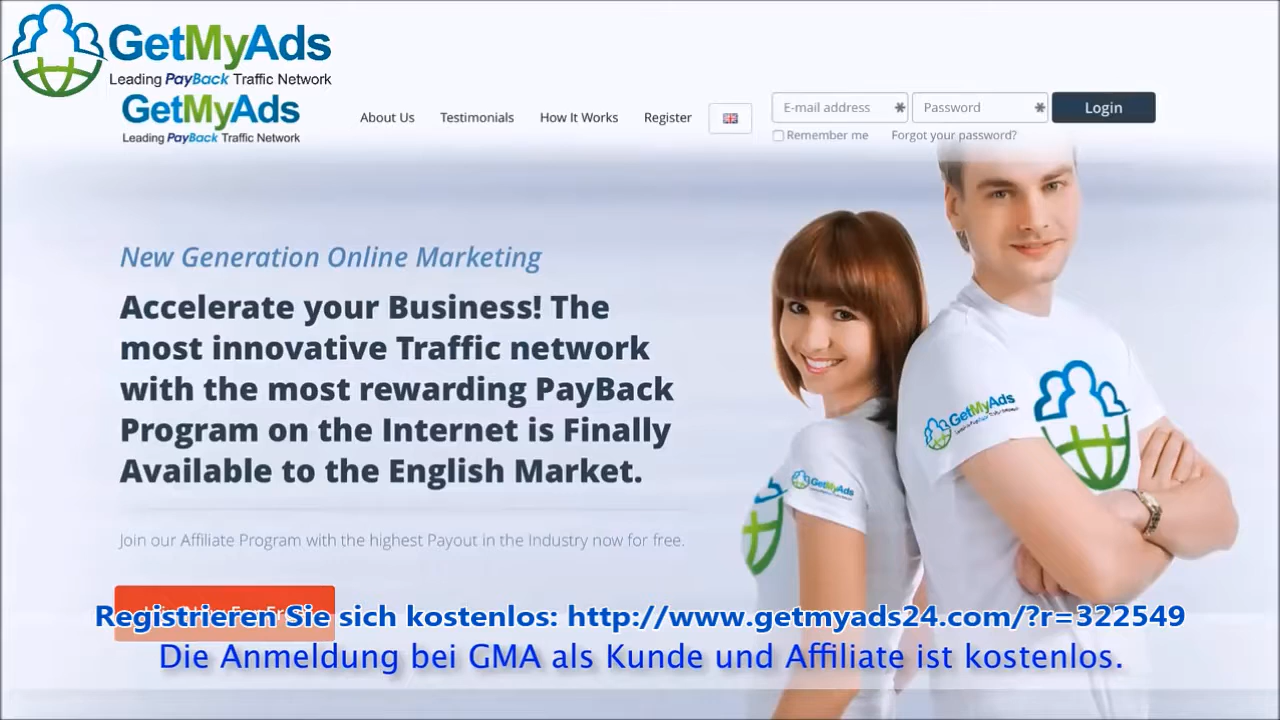 GetMyAds
Leading PayBack Traffic Network
GetMyAds
Leading PayBack Traffic Network
About Us
Testimonials
How It Works
Register
E-mail address
Password
Login
Remember me
Forgot your password?
New Generation Online Marketing
Accelerate your Business! The
most innovative Traffic network
with the most rewarding PayBack
Program on the Internet is Finally
Available to the English Market.
GetMyAds
GetMyAds
Join our Affiliate Program with the highest Payout in the Industry now for free.
Registrieren Sie sich kostenlos: http://www.getmyads24.com/?r=322549
Die Anmeldung bei GMA als Kunde und Affiliate ist kostenlos.